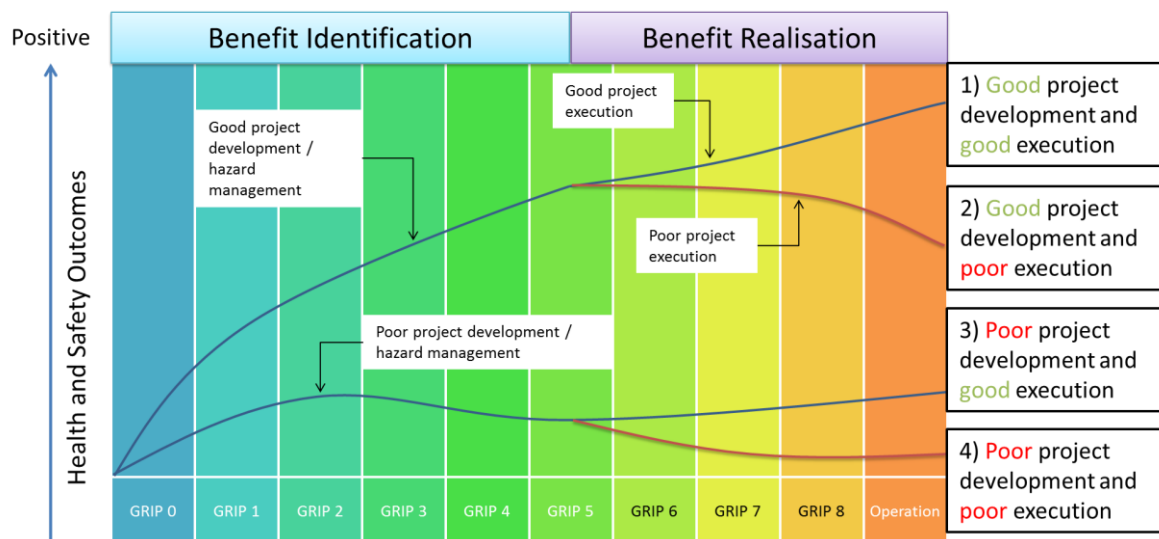 Positive
Benefit Identification
Benefit Realisation
Health and Safety Outcomes
Good project
development /
hazard
management
Good project
execution
Poor project
execution
Poor project development /
hazard management
1) Good project
development and
good execution
2) Good project
development and
poor execution
3) Poor project
development and
good execution
4) Poor project
development and
poor execution
GRIP 0
GRIP 1
GRIP 2
GRIP 3
GRIP 4
GRIP 5
GRIP 6
GRIP 7
GRIP 8
Operation